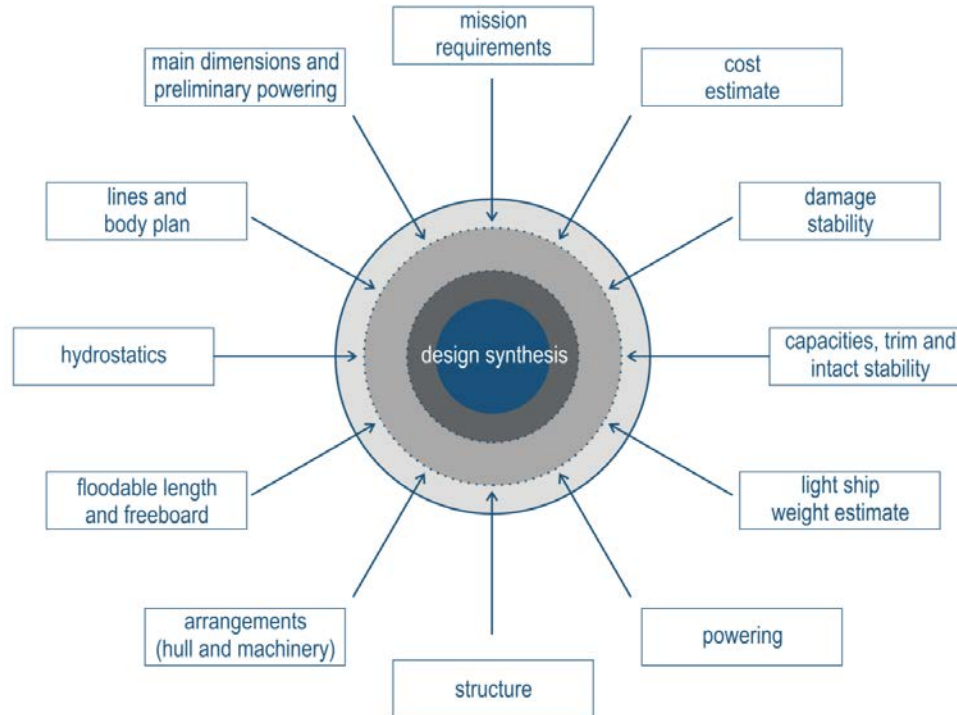 mission
requirements
main dimensions and
preliminary powering
cost
estimate
lines and
body plan
damage
stability
hydrostatics
design synthesis
capacities, trim and
intact stability
floodable length
and freeboard
light ship
weight estimate
arrangements
(hull and machinery)
powering
structure